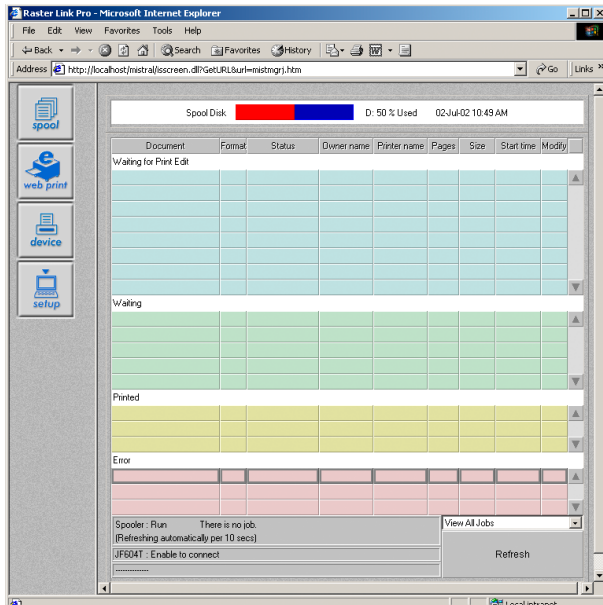 Raster Link Pro - Microsoft Internet Explorer
File Edit View Favorites Tools Help
Back Search Favorites History
Address http://localhost/mistral/isscreen.dll?GetURL&url=mistmgrj.htm Go Links »
spool
web print
device
setup
Spool Disk D: 50 % Used 02-Jul-02 10:49 AM
Document Format Status Owner name Printer name Pages Size Start time Modify
Waiting for Print Edit
Waiting
Printed
Error
Spooler : Run There is no job.
(Refreshing automatically per 10 secs)
JF604T : Enable to connect
--------------
View All Jobs
Refresh
Local intranet